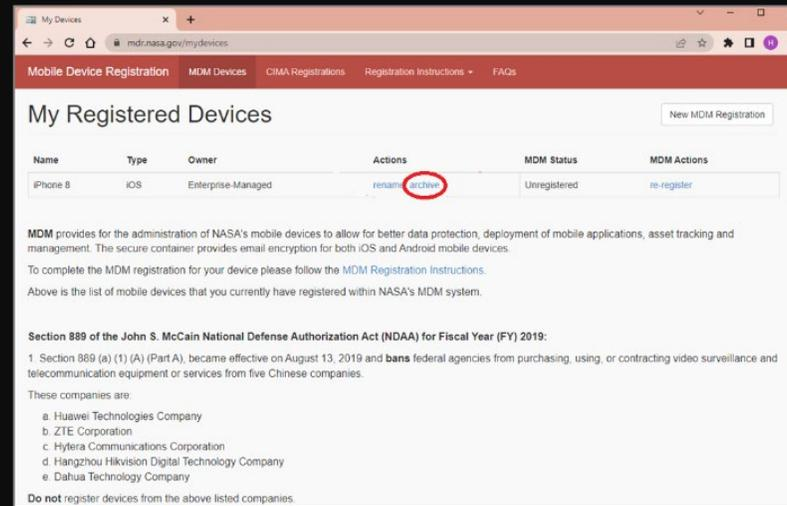 My Devices
mdr.nasa.gov/mydevices
H
Mobile Device Registration MDM Devices CIMA Registrations Registration Instructions FAQs
My Registered Devices
New MDM Registration
Name Type Owner Actions MDM Status MDM Actions
iPhone 8 iOS Enterprise-Managed rename archive Unregistered re-register
MDM provides for the administration of NASA's mobile devices to allow for better data protection, deployment of mobile applications, asset tracking and
management. The secure container provides email encryption for both iOS and Android mobile devices.
To complete the MDM registration for your device please follow the MDM Registration Instructions.
Above is the list of mobile devices that you currently have registered within NASA's MDM system.
Section 889 of the John S. McCain National Defense Authorization Act (NDAA) for Fiscal Year (FY) 2019:
1. Section 889 (a) (1) (A) (Part A), became effective on August 13, 2019 and bans federal agencies from purchasing, using, or contracting video surveillance and
telecommunication equipment or services from five Chinese companies.
These companies are:
a. Huawei Technologies Company
b. ZTE Corporation
c. Hytera Communications Corporation
d. Hangzhou Hikvision Digital Technology Company
e. Dahua Technology Company
Do not register devices from the above listed companies.